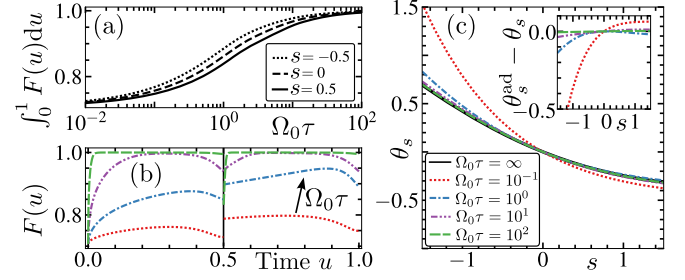 (a)
∫₀¹ F(u)du
1.0
0.9
0.8
10⁻² 10⁰ 10²
Ω₀τ
s = −0.5
s = 0
s = 0.5
(b)
F(u)
1.0
0.8
0.0 0.5 1.0
Time u
Ω₀τ
(c)
θₛ
1.5
0.5
−0.5
−1 0 1
s
Ω₀τ = ∞
Ω₀τ = 10⁻¹
Ω₀τ = 10⁰
Ω₀τ = 10¹
Ω₀τ = 10²
θₛᵃᵈ − θₛ
0.0
−0.5
−1 0 s 1